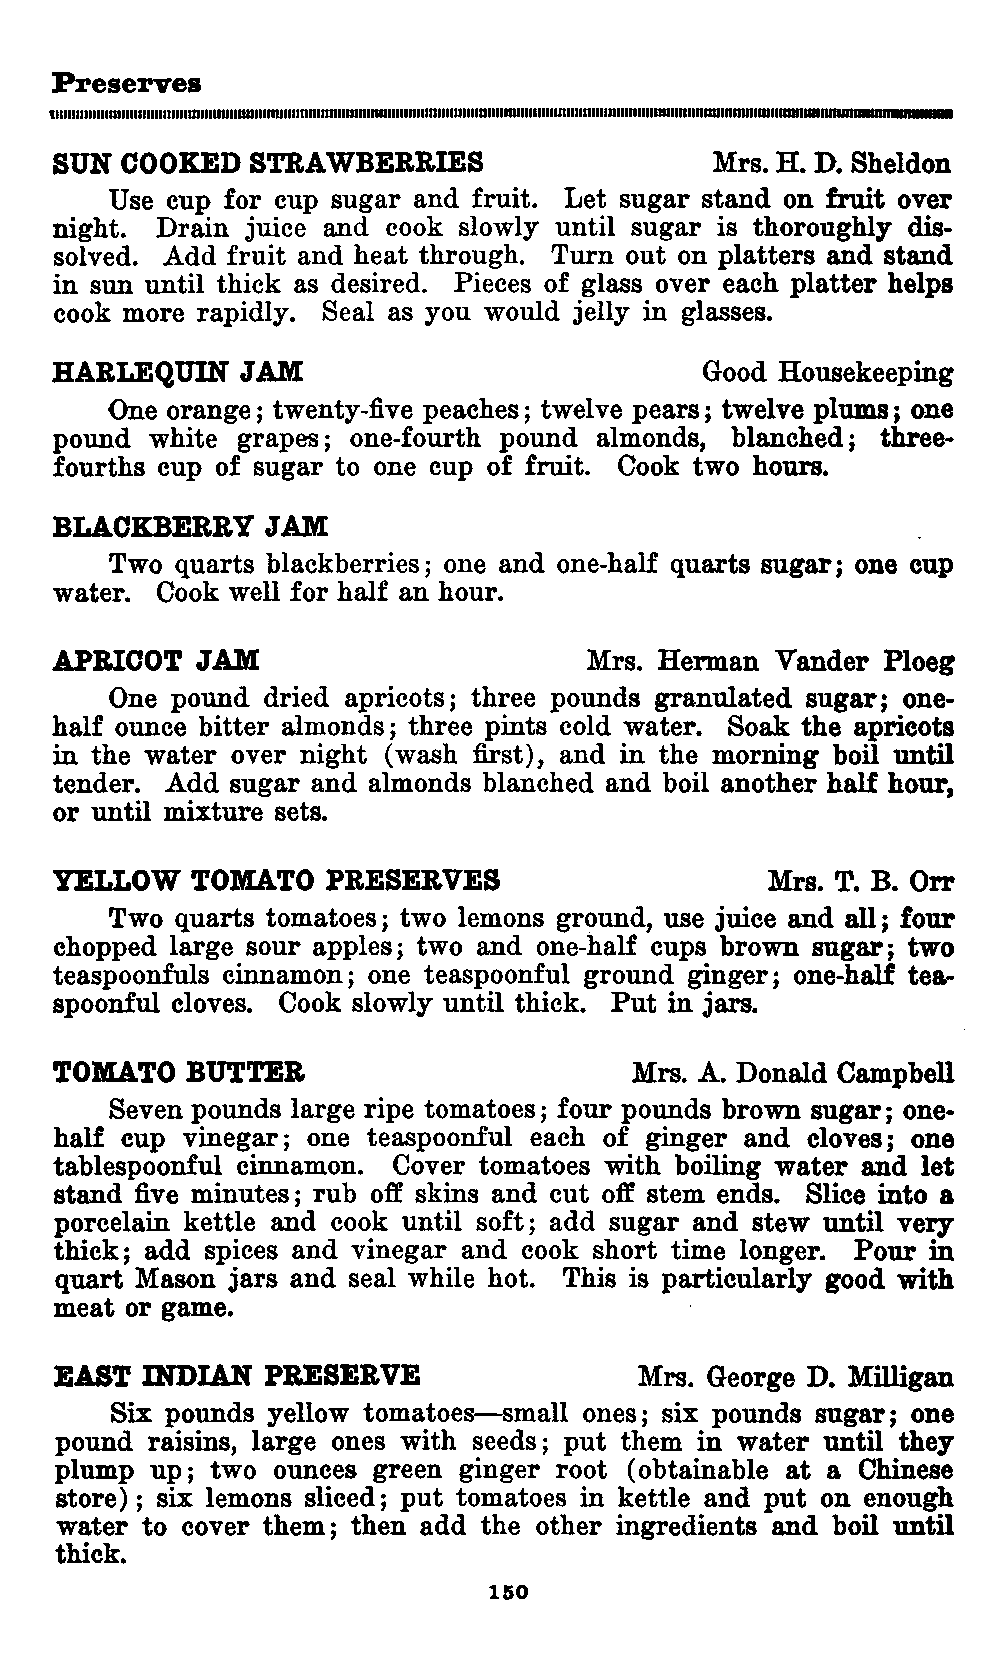 Preserves
SUN COOKED STRAWBERRIES Mrs. H. D. Sheldon
Use cup for cup sugar and fruit. Let sugar stand on fruit over
night. Drain juice and cook slowly until sugar is thoroughly dis-
solved. Add fruit and heat through. Turn out on platters and stand
in sun until thick as desired. Pieces of glass over each platter helps
cook more rapidly. Seal as you would jelly in glasses.
HARLEQUIN JAM Good Housekeeping
One orange; twenty-five peaches; twelve pears; twelve plums; one
pound white grapes; one-fourth pound almonds, blanched; three-
fourths cup of sugar to one cup of fruit. Cook two hours.
BLACKBERRY JAM
Two quarts blackberries; one and one-half quarts sugar; one cup
water. Cook well for half an hour.
APRICOT JAM Mrs. Herman Vander Ploeg
One pound dried apricots; three pounds granulated sugar; one-
half ounce bitter almonds; three pints cold water. Soak the apricots
in the water over night (wash first), and in the morning boil until
tender. Add sugar and almonds blanched and boil another half hour,
or until mixture sets.
YELLOW TOMATO PRESERVES Mrs. T. B. Orr
Two quarts tomatoes; two lemons ground, use juice and all; four
chopped large sour apples; two and one-half cups brown sugar; two
teaspoonfuls cinnamon; one teaspoonful ground ginger; one-half tea-
spoonful cloves. Cook slowly until thick. Put in jars.
TOMATO BUTTER Mrs. A. Donald Campbell
Seven pounds large ripe tomatoes; four pounds brown sugar; one-
half cup vinegar; one teaspoonful each of ginger and cloves; one
tablespoonful cinnamon. Cover tomatoes with boiling water and let
stand five minutes; rub off skins and cut off stem ends. Slice into a
porcelain kettle and cook until soft; add sugar and stew until very
thick; add spices and vinegar and cook short time longer. Pour in
quart Mason jars and seal while hot. This is particularly good with
meat or game.
EAST INDIAN PRESERVE Mrs. George D. Milligan
Six pounds yellow tomatoes—small ones; six pounds sugar; one
pound raisins, large ones with seeds; put them in water until they
plump up; two ounces green ginger root (obtainable at a Chinese
store); six lemons sliced; put tomatoes in kettle and put on enough
water to cover them; then add the other ingredients and boil until
thick.
150